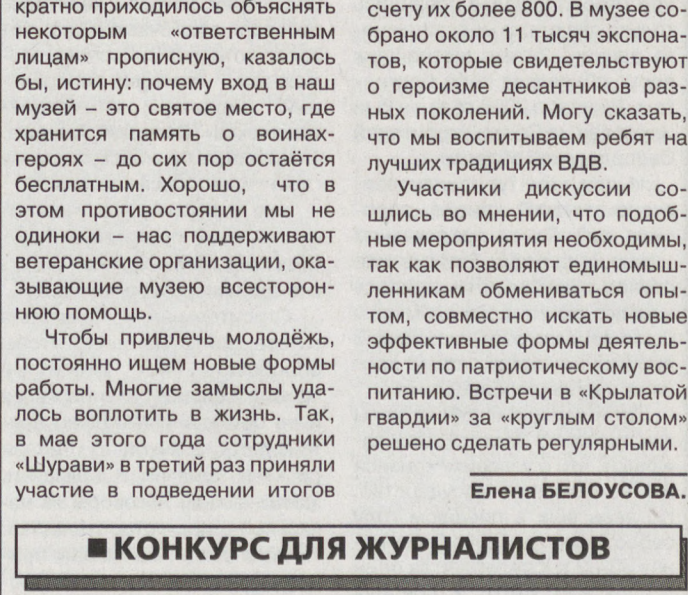 кратно приходилось объяснять
некоторым «ответственным
лицам» прописную, казалось
бы, истину: почему вход в наш
музей – это святое место, где
хранится память о воинах-
героях – до сих пор остаётся
бесплатным. Хорошо, что в
этом противостоянии мы не
одиноки – нас поддерживают
ветеранские организации, ока-
зывающие музею всесторон-
нюю помощь.
Чтобы привлечь молодёжь,
постоянно ищем новые формы
работы. Многие замыслы уда-
лось воплотить в жизнь. Так,
в мае этого года сотрудники
«Шурави» в третий раз приняли
участие в подведении итогов
счету их более 800. В музее со-
брано около 11 тысяч экспона-
тов, которые свидетельствуют
о героизме десантников раз-
ных поколений. Могу сказать,
что мы воспитываем ребят на
лучших традициях ВДВ.
Участники дискуссии со-
шлись во мнении, что подоб-
ные мероприятия необходимы,
так как позволяют единомыш-
ленникам обмениваться опы-
том, совместно искать новые
эффективные формы деятель-
ности по патриотическому вос-
питанию. Встречи в «Крылатой
гвардии» за «круглым столом»
решено сделать регулярными.
Елена БЕЛОУСОВА.
■ КОНКУРС ДЛЯ ЖУРНАЛИСТОВ